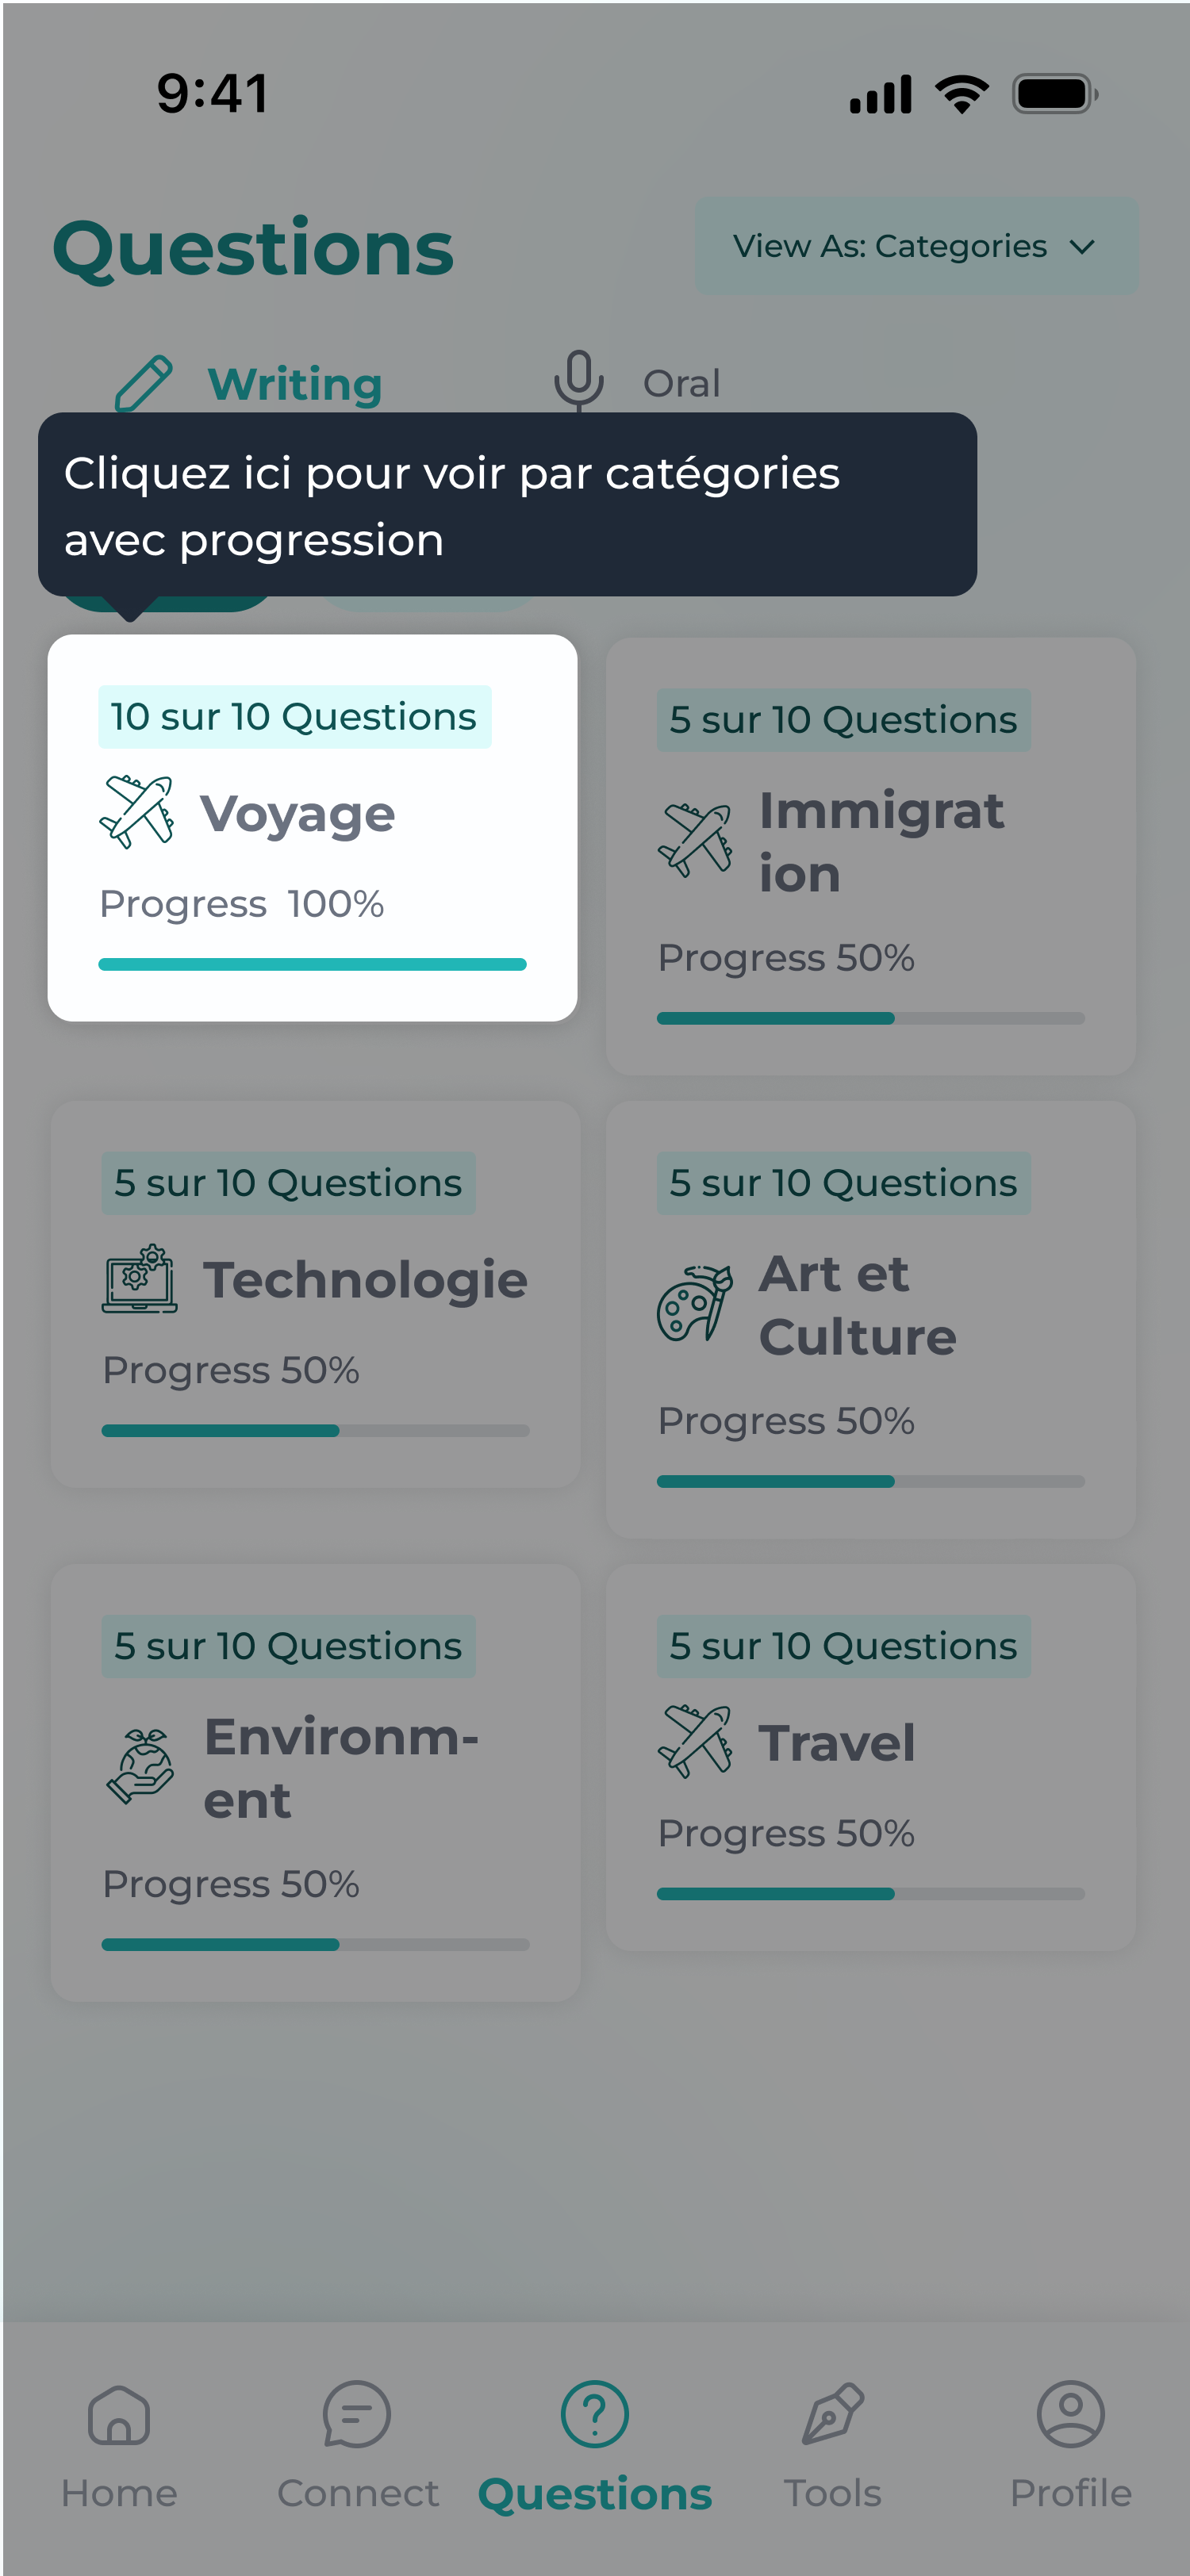 9:41
Questions
View As: Categories
Writing
Oral
Cliquez ici pour voir par catégories
avec progression
10 sur 10 Questions
Voyage
Progress 100%
5 sur 10 Questions
Immigrat
ion
Progress 50%
5 sur 10 Questions
Technologie
Progress 50%
5 sur 10 Questions
Art et
Culture
Progress 50%
5 sur 10 Questions
Environm-
ent
Progress 50%
5 sur 10 Questions
Travel
Progress 50%
Home
Connect
Questions
Tools
Profile